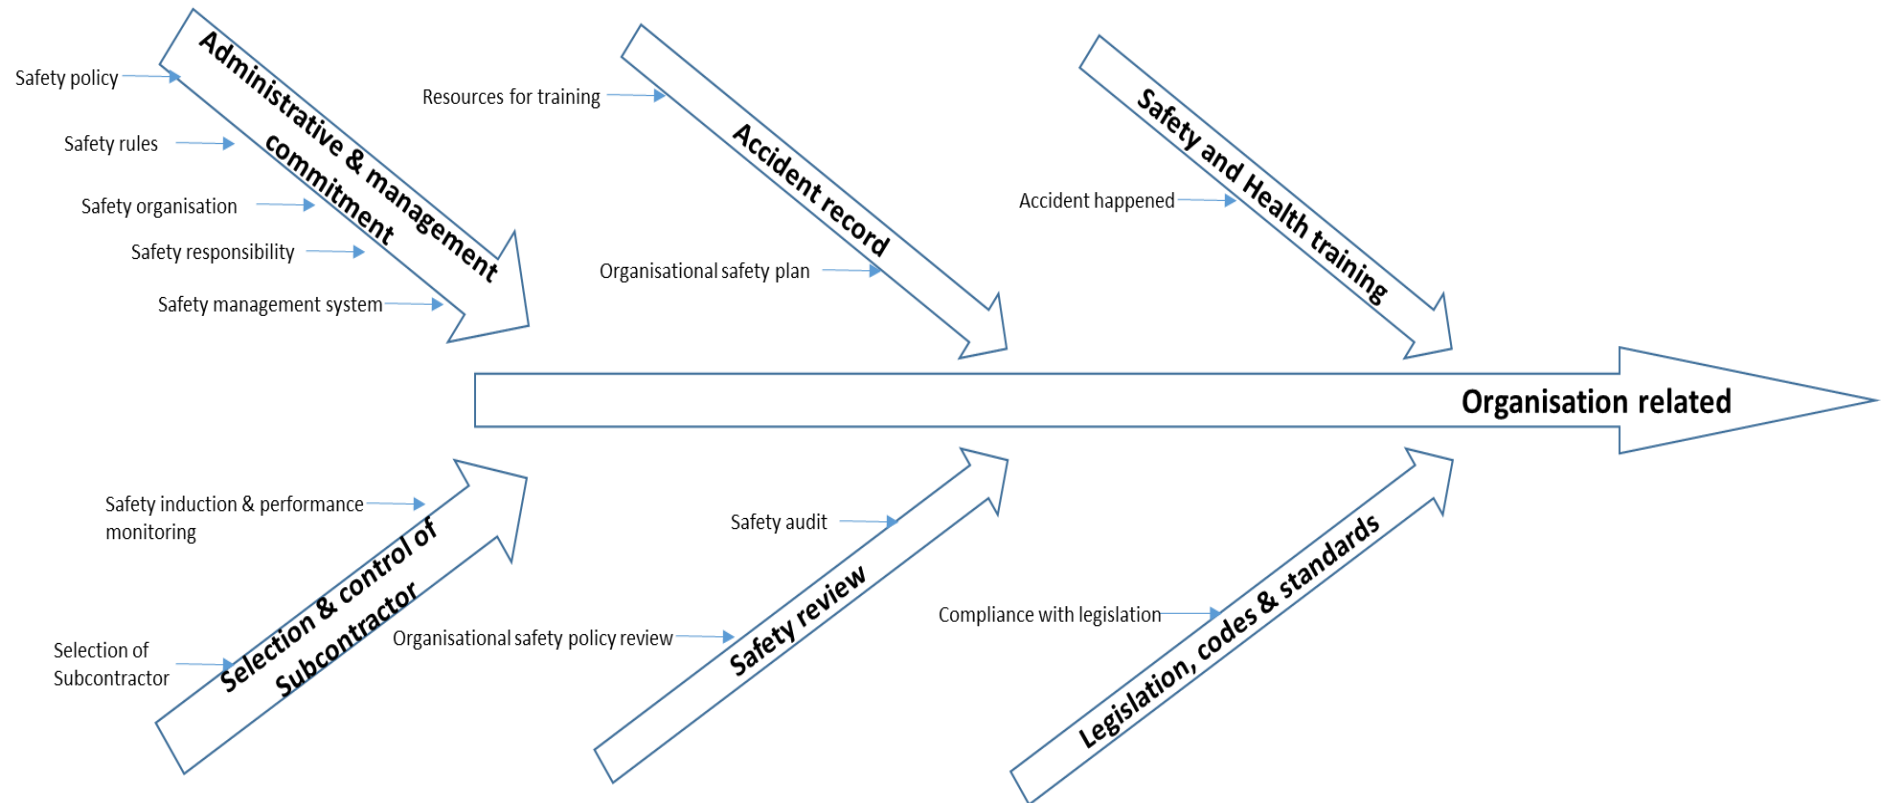 Administrative & management
commitment
Safety policy
Safety rules
Safety organisation
Safety responsibility
Safety management system
Accident record
Resources for training
Organisational safety plan
Safety and Health training
Accident happened
Organisation related
Selection & control of
Subcontractor
Safety induction & performance
monitoring
Selection of
Subcontractor
Safety review
Safety audit
Organisational safety policy review
Legislation, codes & standards
Compliance with legislation